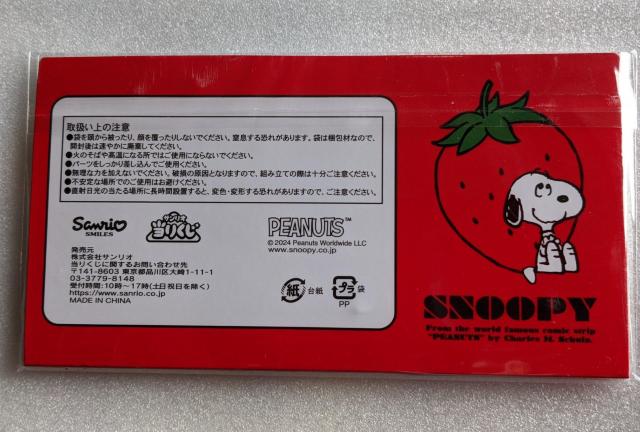 取扱い上の注意
●袋を頭から被ったり、顔を覆ったりしないでください。窒息する恐れがあります。袋は梱包材なので、
開封後は速やかに廃棄してください。
●火のそばや高温になる所ではご使用にならないでください。
●パーツをしっかり差し込んでご使用ください。
●無理な力を加えないでください。破損の原因となりますので、組み立ての際は十分ご注意ください。
●不安定な場所でのご使用はお避けください。
●直射日光の当たる場所に長時間設置すると、変色・変形する恐れがありますので、ご注意ください。
Sanrio
SMILES
サンリオ
当りくじ
PEANUTS™
© 2024 Peanuts Worldwide LLC
www.snoopy.co.jp
発売元
株式会社サンリオ
当りくじに関するお問い合わせ先
〒141-8603 東京都品川区大崎1-11-1
03-3779-8148
受付時間:10時~17時(土日祝日を除く)
https://www.sanrio.co.jp
MADE IN CHINA
紙 台紙
プラ 袋
PP
SNOOPY
From the world famous comic strip
"PEANUTS" by Charles M. Schulz.